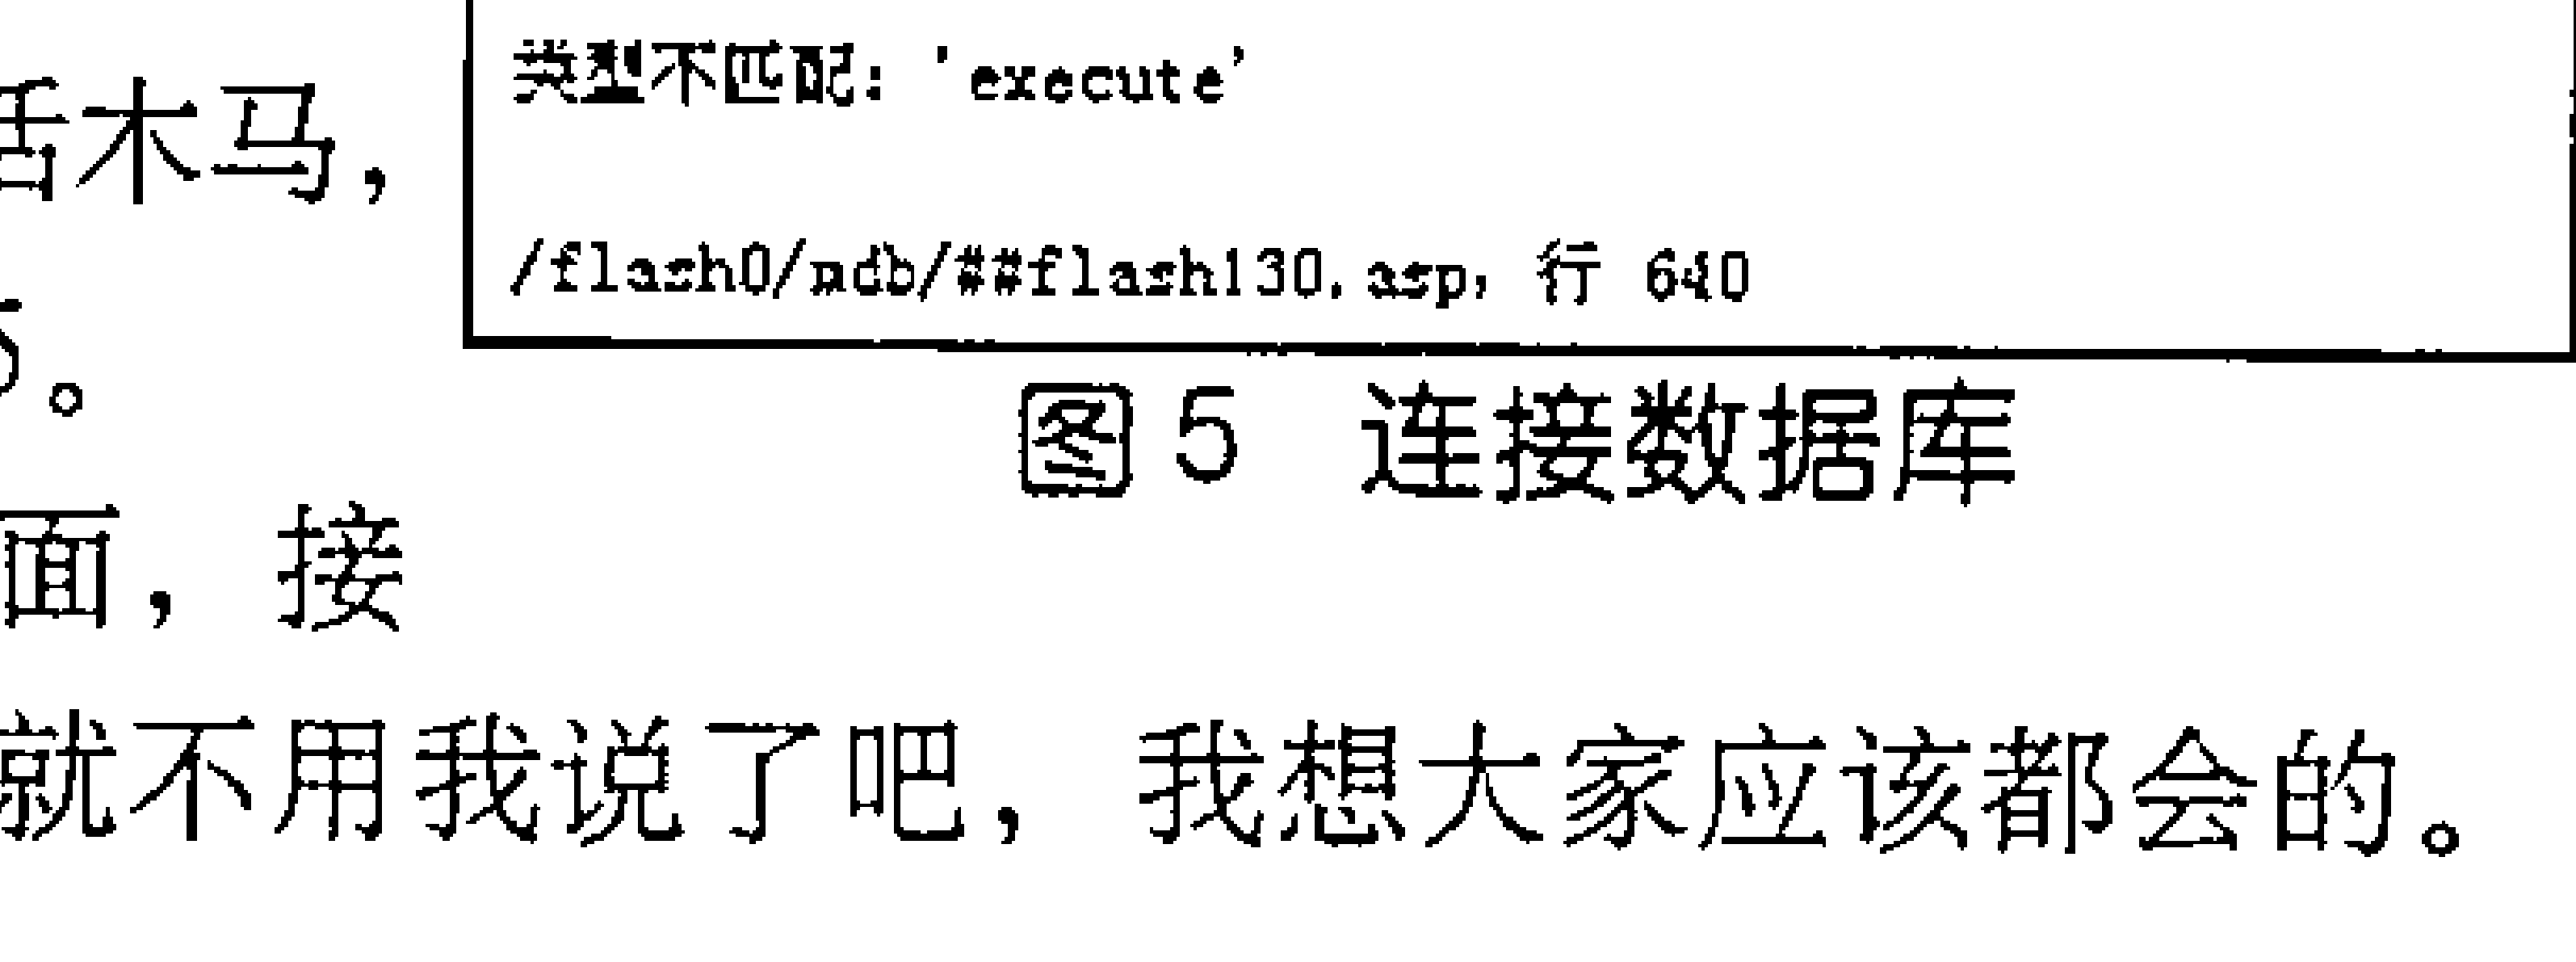 类型不匹配: 'execute'
/flash0/mdb/##flash130.asp, 行 640
图 5 连接数据库
话木马,
。
面, 接
就不用我说了吧, 我想大家应该都会的。